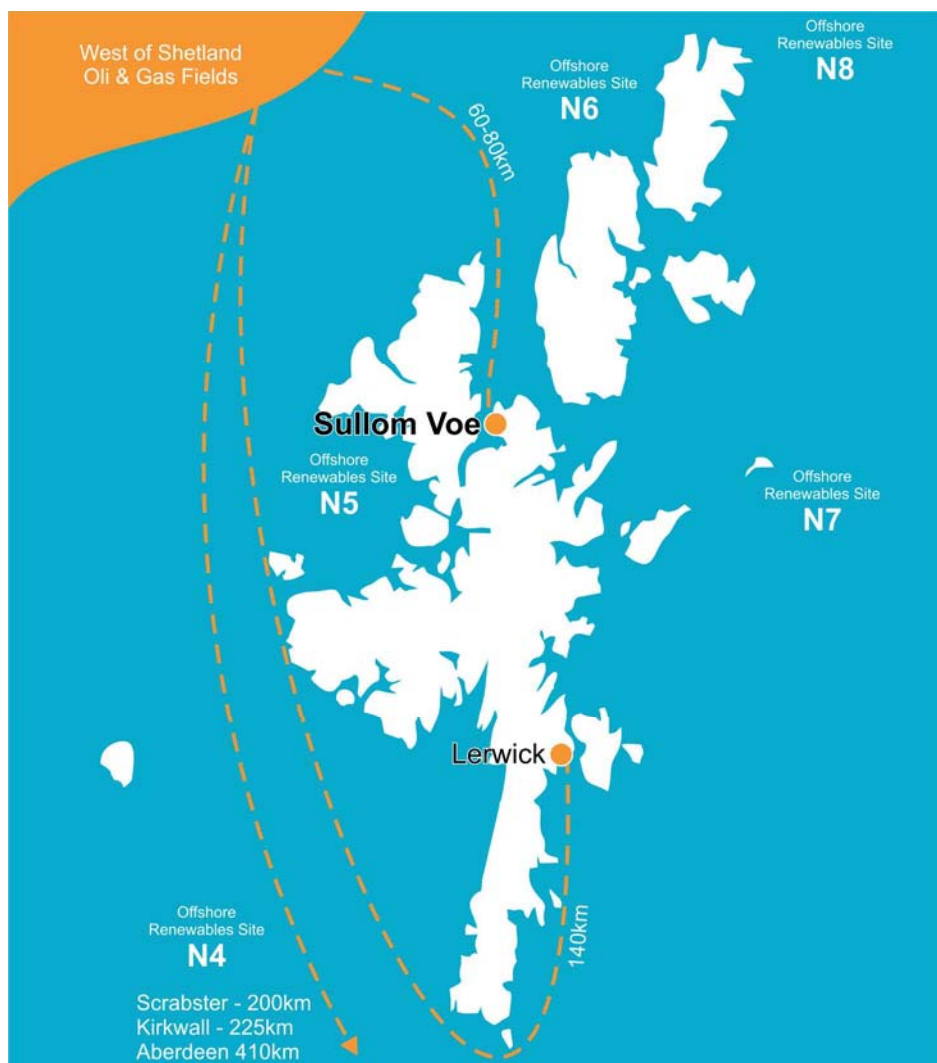 West of Shetland
Oli & Gas Fields
Offshore
Renewables Site
N8
Offshore
Renewables Site
N6
60-80km
Sullom Voe
Offshore
Renewables Site
N5
Offshore
Renewables Site
N7
Lerwick
140km
Offshore
Renewables Site
N4
Scrabster - 200km
Kirkwall - 225km
Aberdeen 410km